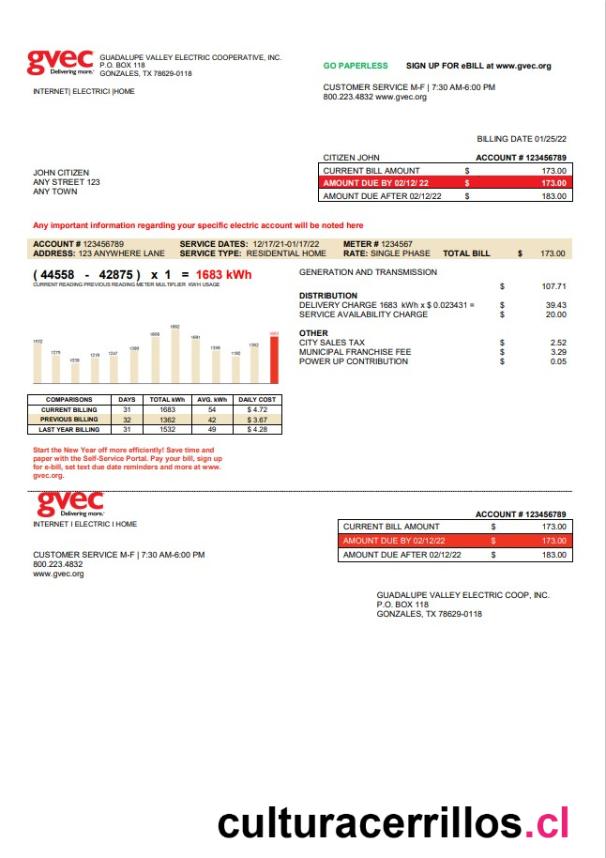 gvec
Delivering more.
GUADALUPE VALLEY ELECTRIC COOPERATIVE, INC.
P.O. BOX 118
GONZALES, TX 78629-0118
INTERNET| ELECTRICI |HOME
GO PAPERLESS SIGN UP FOR eBILL at www.gvec.org
CUSTOMER SERVICE M-F | 7:30 AM-6:00 PM
800.223.4832 www.gvec.org
BILLING DATE 01/25/22
JOHN CITIZEN
ANY STREET 123
ANY TOWN
CITIZEN JOHN ACCOUNT # 123456789
CURRENT BILL AMOUNT $ 173.00
AMOUNT DUE BY 02/12/ 22 $ 173.00
AMOUNT DUE AFTER 02/12/22 $ 183.00
Any important information regarding your specific electric account will be noted here
ACCOUNT # 123456789 SERVICE DATES: 12/17/21-01/17/22 METER # 1234567
ADDRESS: 123 ANYWHERE LANE SERVICE TYPE: RESIDENTIAL HOME RATE: SINGLE PHASE TOTAL BILL $ 173.00
( 44558 - 42875 ) x 1 = 1683 kWh
CURRENT READING PREVIOUS READING METER MULTIPLIER KWH USAGE
GENERATION AND TRANSMISSION
$ 107.71
DISTRIBUTION
DELIVERY CHARGE 1683 kWh x $ 0.023431 = $ 39.43
SERVICE AVAILABILITY CHARGE $ 20.00
OTHER
CITY SALES TAX $ 2.52
MUNICIPAL FRANCHISE FEE $ 3.29
POWER UP CONTRIBUTION $ 0.05
COMPARISONS DAYS TOTAL kWh AVG. kWh DAILY COST
CURRENT BILLING 31 1683 54 $ 4.72
PREVIOUS BILLING 32 1362 42 $ 3.67
LAST YEAR BILLING 31 1532 49 $ 4.28
Start the New Year off more efficiently! Save time and
paper with the Self-Service Portal. Pay your bill, sign up
for e-bill, set text due date reminders and more at www.
gvec.org.
gvec
Delivering more.
INTERNET I ELECTRIC I HOME
CUSTOMER SERVICE M-F | 7:30 AM-6:00 PM
800.223.4832
www.gvec.org
ACCOUNT # 123456789
CURRENT BILL AMOUNT $ 173.00
AMOUNT DUE BY 02/12/22 $ 173.00
AMOUNT DUE AFTER 02/12/22 $ 183.00
GUADALUPE VALLEY ELECTRIC COOP, INC.
P.O. BOX 118
GONZALES, TX 78629-0118
culturacerrillos.cl